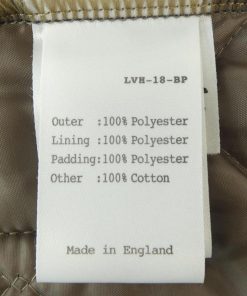 LVH-18-BP
Outer :100% Polyester
Lining :100% Polyester
Padding:100% Polyester
Other :100% Cotton
Made in England